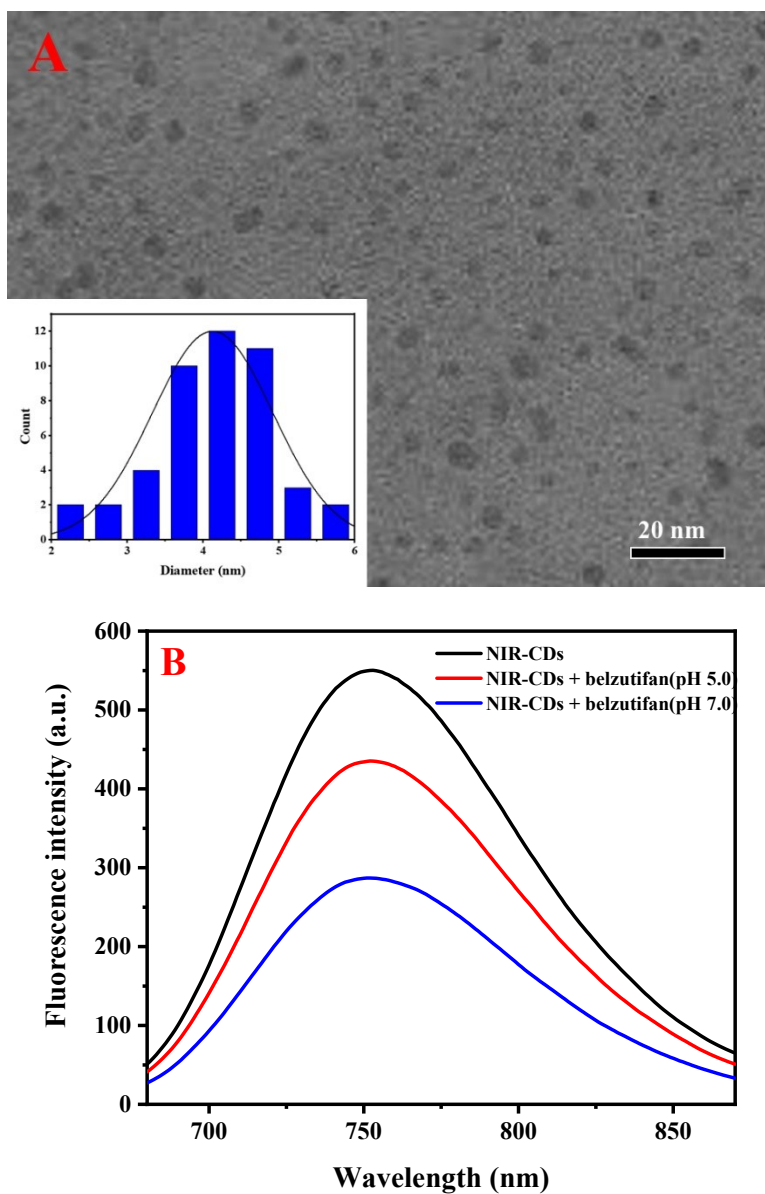 A
12
10
8
6
4
2
0
Count
2 3 4 5 6
Diameter (nm)
20 nm
B
NIR-CDs
NIR-CDs + belzutifan(pH 5.0)
NIR-CDs + belzutifan(pH 7.0)
600
500
400
300
200
100
0
Fluorescence intensity (a.u.)
700 750 800 850
Wavelength (nm)